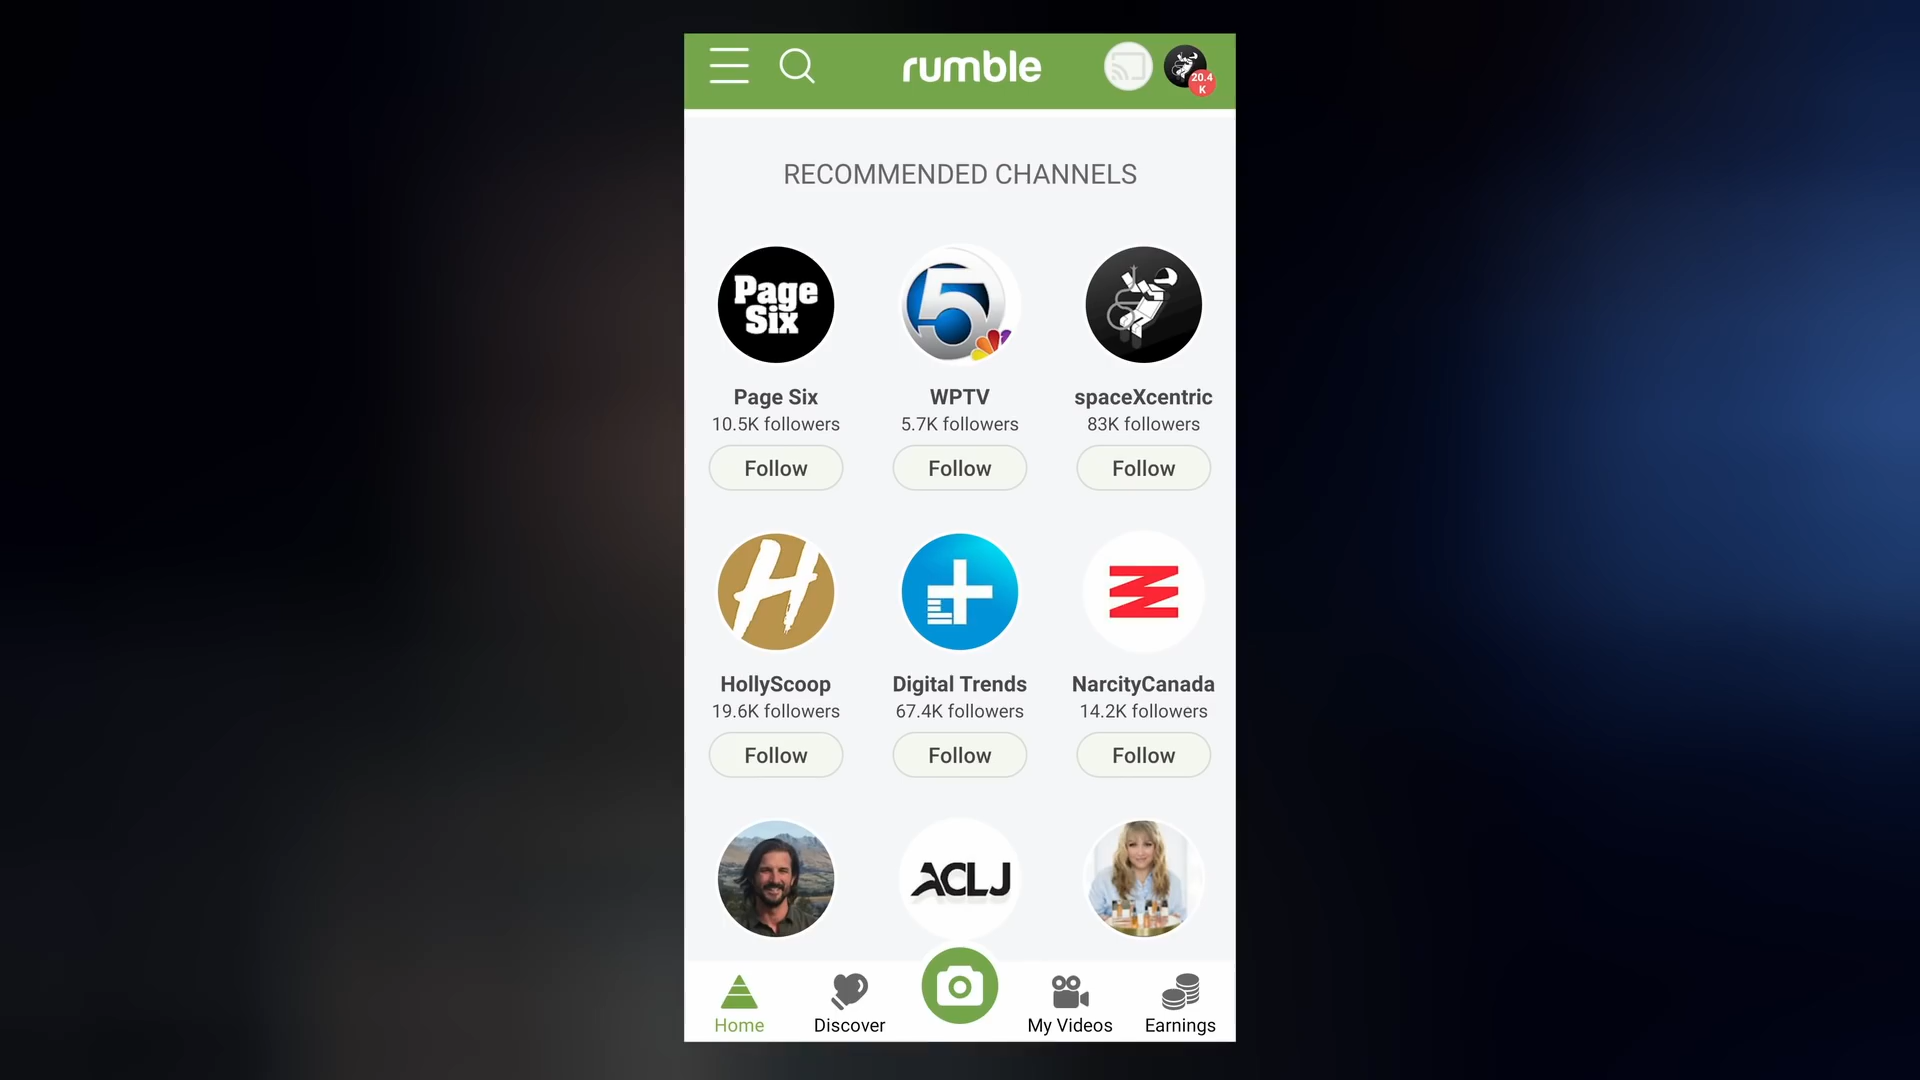 rumble
20.4
K
RECOMMENDED CHANNELS
Page
Six
5
Page Six
WPTV
spaceXcentric
10.5K followers
5.7K followers
83K followers
Follow
Follow
Follow
H
HollyScoop
Digital Trends
NarcityCanada
19.6K followers
67.4K followers
14.2K followers
Follow
Follow
Follow
ACLJ
Home
Discover
My Videos
Earnings